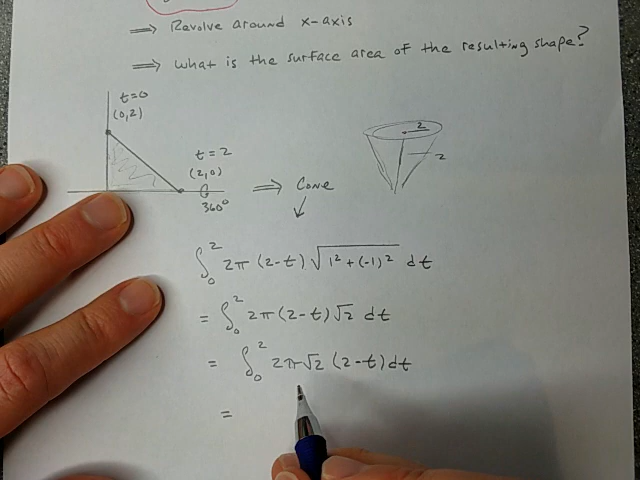 ⟹ Revolve around x-axis
⟹ What is the surface area of the resulting shape?
t=0
(0,2)
t=2
(2,0)
360°
⟹ Cone
2
2
∫₀² 2π (2-t) √(1²+(-1)²) dt
= ∫₀² 2π (2-t) √2 dt
= ∫₀² 2π√2 (2-t) dt
=